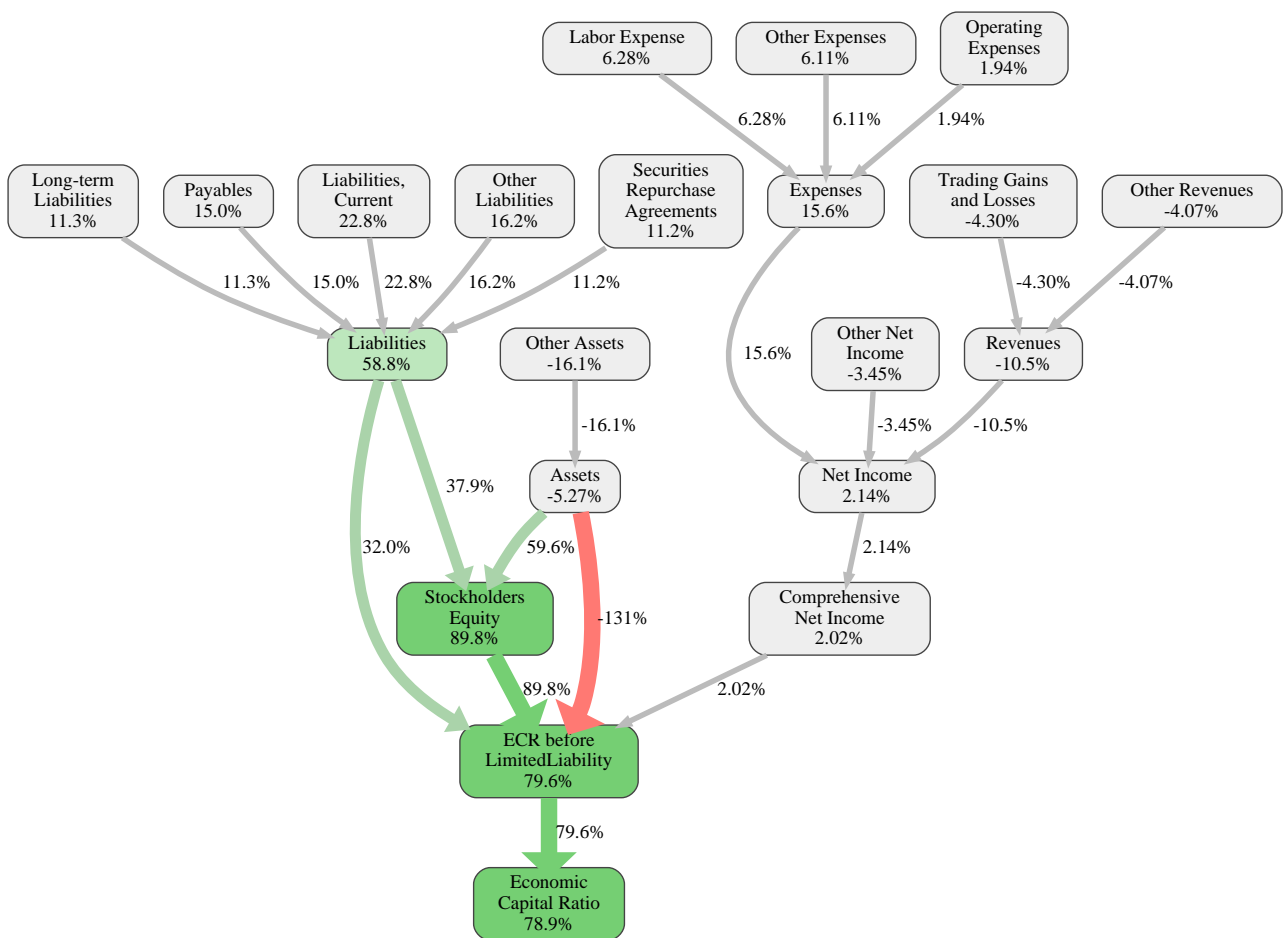 Labor Expense
6.28%
Other Expenses
6.11%
Operating
Expenses
1.94%
6.28%
6.11%
1.94%
Long-term
Liabilities
11.3%
Payables
15.0%
Liabilities,
Current
22.8%
Other
Liabilities
16.2%
Securities
Repurchase
Agreements
11.2%
Expenses
15.6%
Trading Gains
and Losses
-4.30%
Other Revenues
-4.07%
11.3%
15.0%
22.8%
16.2%
11.2%
-4.30%
-4.07%
Liabilities
58.8%
Other Assets
-16.1%
15.6%
Other Net
Income
-3.45%
Revenues
-10.5%
-16.1%
-3.45%
-10.5%
37.9%
Assets
-5.27%
Net Income
2.14%
32.0%
59.6%
2.14%
Stockholders
Equity
89.8%
-131%
Comprehensive
Net Income
2.02%
89.8%
2.02%
ECR before
LimitedLiability
79.6%
79.6%
Economic
Capital Ratio
78.9%